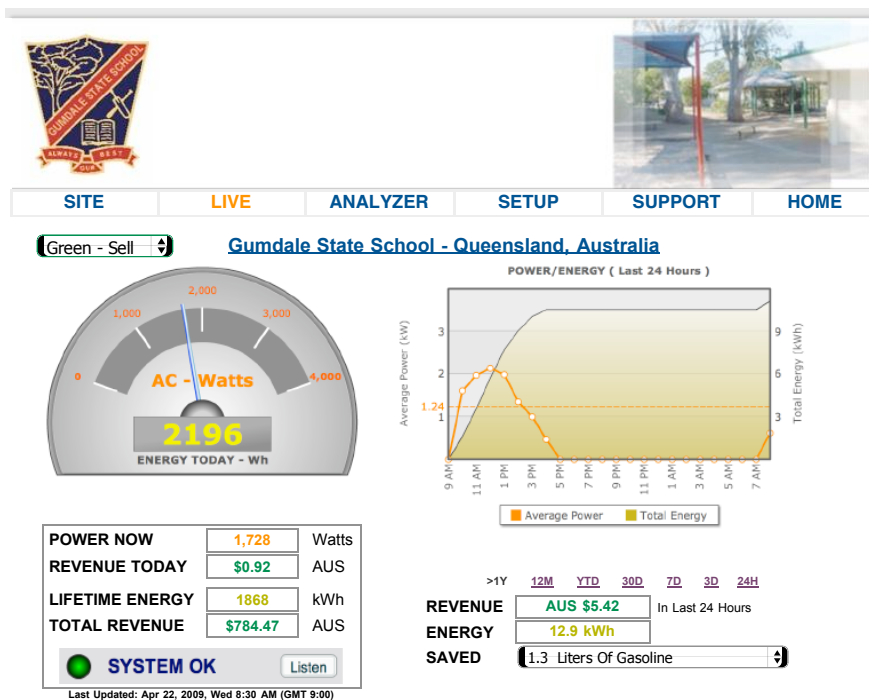 GUMDALE STATE SCHOOL
ALWAYS OUR BEST
SITE LIVE ANALYZER SETUP SUPPORT HOME
Green - Sell
Gumdale State School - Queensland, Australia
0 1,000 2,000 3,000 4,000
AC - Watts
2196
ENERGY TODAY - Wh
POWER/ENERGY ( Last 24 Hours )
Average Power (kW)
3
2
1.24
1
9
6
3
Total Energy (kWh)
9 AM 11 AM 1 PM 3 PM 5 PM 7 PM 9 PM 11 PM 1 AM 3 AM 5 AM 7 AM
Average Power Total Energy
POWER NOW 1,728 Watts
REVENUE TODAY $0.92 AUS
LIFETIME ENERGY 1868 kWh
TOTAL REVENUE $784.47 AUS
SYSTEM OK Listen
Last Updated: Apr 22, 2009, Wed 8:30 AM (GMT 9:00)
>1Y 12M YTD 30D 7D 3D 24H
REVENUE AUS $5.42 In Last 24 Hours
ENERGY 12.9 kWh
SAVED 1.3 Liters Of Gasoline